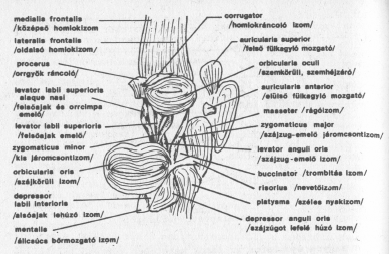 medialis frontalis
/középső homlokizom
lateralis frontalis
/oldalsó homlokizom/
procerus
/orrgyök ráncoló/
levator labii superioris
alaque nasi
/felsőajak és orrcimpa
emelő/
levator labii superioris
/felsőajak emelő/
zygomaticus minor
/kis járomcsontizom/
orbicularis oris
/szájkörüli izom/
depressor
labii interioris
/alsóajak lehúzó izom/
mentalis
/állcsúcs bőrmozgató izom/
corrugator
/homlokráncoló izom/
auricularis superior
/felső fülkagyló mozgató/
orbicularis oculi
/szemkörüli, szemhéjzáró/
auricularis anterior
/elülső fülkagyló mozgató
masseter /rágóizom/
zygomaticus major
/szájzug-emelő járomcsontizom/
levator anguli oris
/szájzug-emelő izom/
buccinator /trombitás izom/
risorius /nevetőizom/
platysma /széles nyakizom/
depressor anguli oris
/szájzugot lefelé húzó izom/